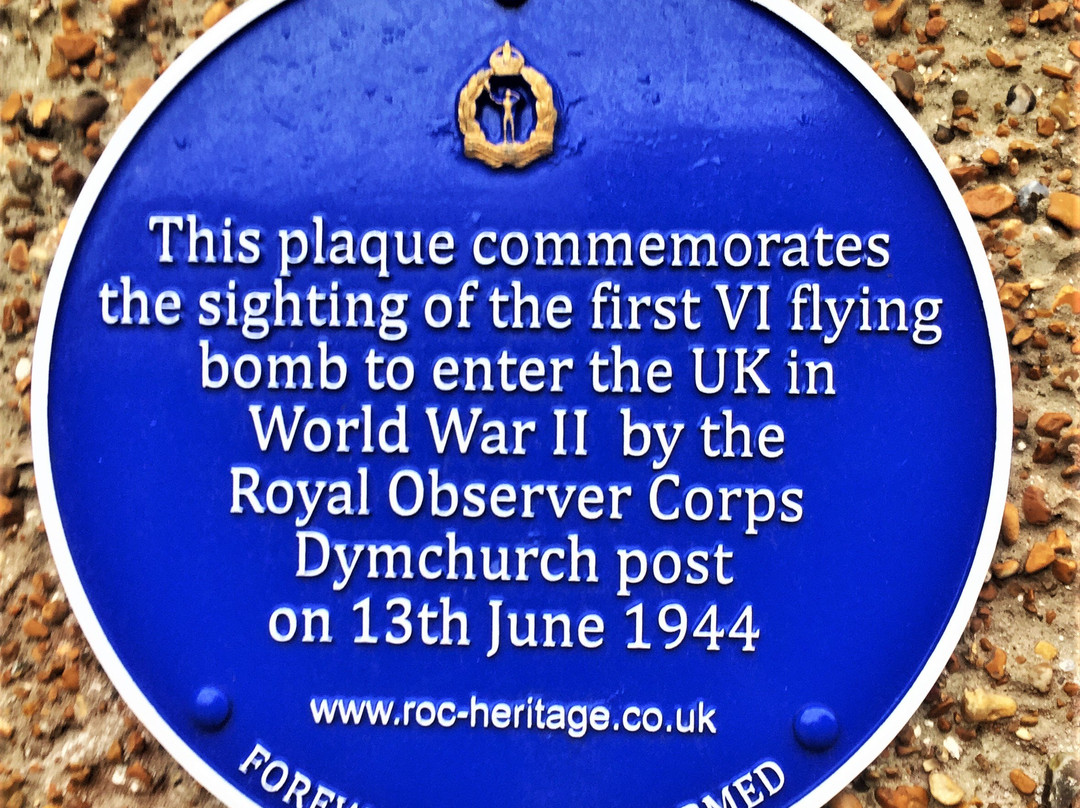 This plaque commemorates
the sighting of the first VI flying
bomb to enter the UK in
World War II by the
Royal Observer Corps
Dymchurch post
on 13th June 1944
www.roc-heritage.co.uk